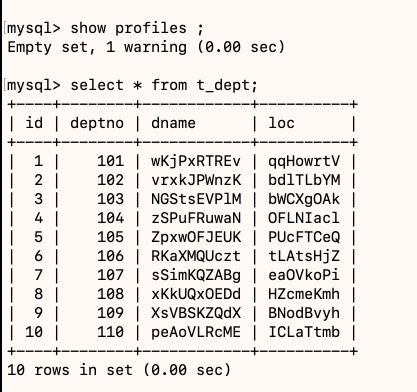 mysql> show profiles ;
Empty set, 1 warning (0.00 sec)
mysql> select * from t_dept;
+----+--------+------------+----------+
| id | deptno | dname      | loc      |
+----+--------+------------+----------+
|  1 |    101 | wKjPxRTREv | qqHowrtV |
|  2 |    102 | vrxkJPWnzK | bdlTLbYM |
|  3 |    103 | NGStsEVPlM | bWCXgOAk |
|  4 |    104 | zSPuFRuwaN | OFLNIacl |
|  5 |    105 | ZpxwOFJEUK | PUcFTCeQ |
|  6 |    106 | RKaXMQUczt | tLAtsHjZ |
|  7 |    107 | sSimKQZABg | eaOVkoPi |
|  8 |    108 | xKkUQxOEDd | HZcmeKmh |
|  9 |    109 | XsVBSKZQdX | BNodBvyh |
| 10 |    110 | peAoVLRcME | ICLaTtmb |
+----+--------+------------+----------+
10 rows in set (0.00 sec)